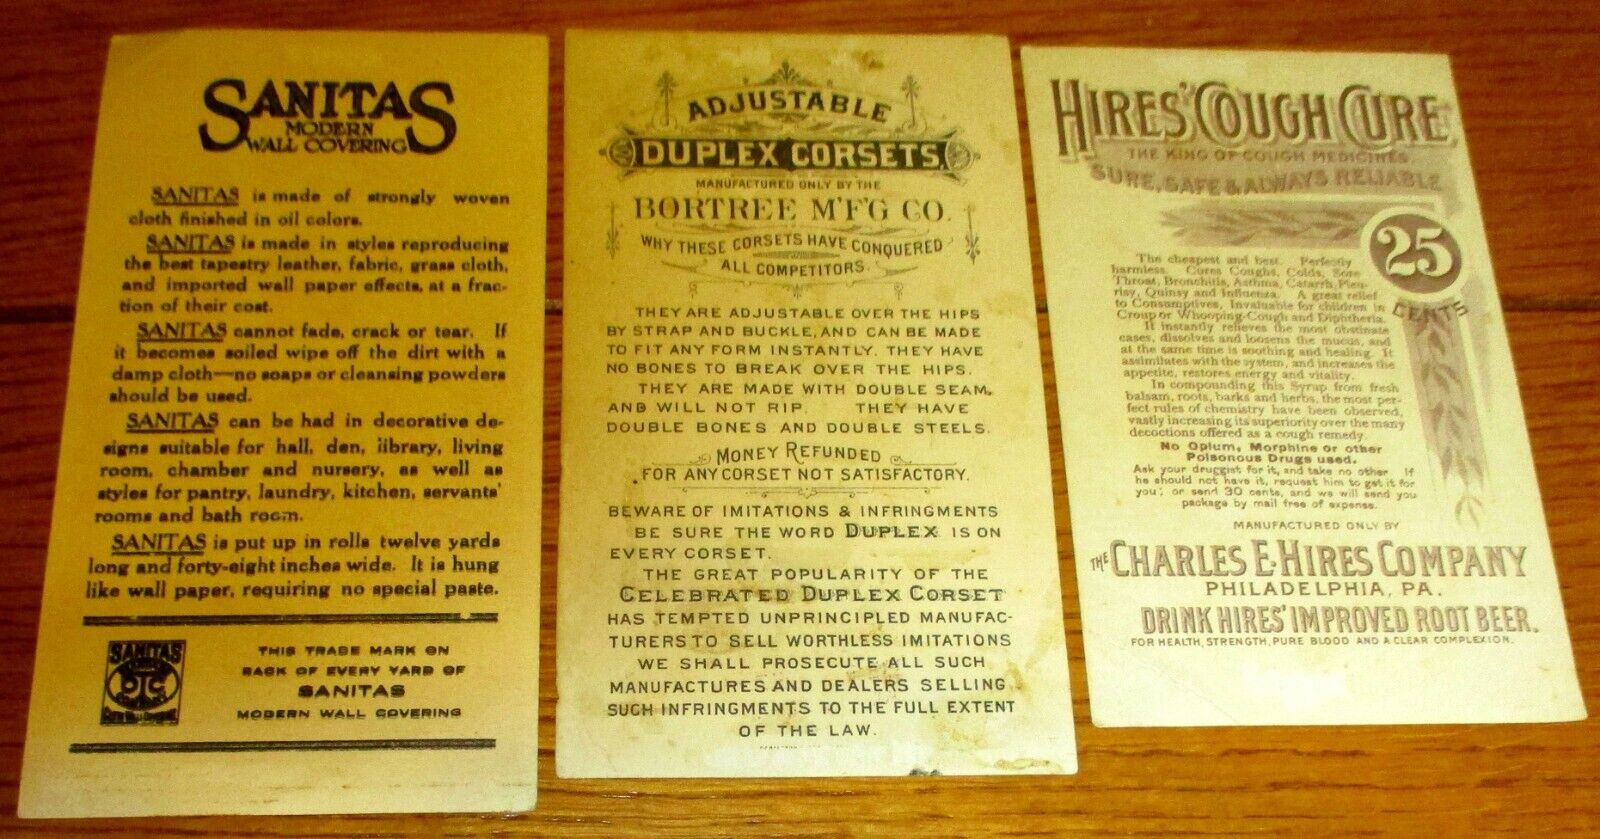 SANITAS
MODERN
WALL COVERING
SANITAS is made of strongly woven
cloth finished in oil colors.
SANITAS is made in styles reproducing
the best tapestry leather, fabric, grass cloth,
and imported wall paper effects, at a frac-
tion of their cost.
SANITAS cannot fade, crack or tear. If
it becomes soiled wipe off the dirt with a
damp cloth—no soaps or cleansing powders
should be used.
SANITAS can be had in decorative de-
signs suitable for hall, den, library, living
room, chamber and nursery, as well as
styles for pantry, laundry, kitchen, servants'
rooms and bath room.
SANITAS is put up in rolls twelve yards
long and forty-eight inches wide. It is hung
like wall paper, requiring no special paste.
SANITAS
THIS TRADE MARK ON
BACK OF EVERY YARD OF
SANITAS
MODERN WALL COVERING
ADJUSTABLE
DUPLEX CORSETS
MANUFACTURED ONLY BY THE
BORTREE M'F'G CO.
WHY THESE CORSETS HAVE CONQUERED
ALL COMPETITORS.
THEY ARE ADJUSTABLE OVER THE HIPS
BY STRAP AND BUCKLE, AND CAN BE MADE
TO FIT ANY FORM INSTANTLY. THEY HAVE
NO BONES TO BREAK OVER THE HIPS.
THEY ARE MADE WITH DOUBLE SEAM,
AND WILL NOT RIP. THEY HAVE
DOUBLE BONES AND DOUBLE STEELS.
MONEY REFUNDED
FOR ANY CORSET NOT SATISFACTORY.
BEWARE OF IMITATIONS & INFRINGMENTS
BE SURE THE WORD DUPLEX IS ON
EVERY CORSET.
THE GREAT POPULARITY OF THE
CELEBRATED DUPLEX CORSET
HAS TEMPTED UNPRINCIPLED MANUFAC-
TURERS TO SELL WORTHLESS IMITATIONS
WE SHALL PROSECUTE ALL SUCH
MANUFACTURES AND DEALERS SELLING
SUCH INFRINGMENTS TO THE FULL EXTENT
OF THE LAW.
HIRES' COUGH CURE,
THE KING OF COUGH MEDICINES.
SURE, SAFE & ALWAYS RELIABLE
25
CENTS
The cheapest and best. Perfectly
harmless. Cures Coughs, Colds, Sore
Throat, Bronchitis, Asthma, Catarrh, Pleu-
risy, Quinsy and Influenza. A great relief
to Consumptives, Invaluable for children in
Croup or Whooping-Cough and Diphtheria.
It instantly relieves the most obstinate
cases, dissolves and loosens the mucus, and
at the same time is soothing and healing. It
assimilates with the system, and increases the
appetite, restores energy and vitality.
In compounding this Syrup from fresh
balsam, roots, barks and herbs, the most per-
fect rules of chemistry have been observed,
vastly increasing its superiority over the many
decoctions offered as a cough remedy.
No Opium, Morphine or other
Poisonous Drugs used.
Ask your druggist for it, and take no other If
he should not have it, request him to get it for
you; or send 30 cents, and we will send you
package by mail free of expense.
MANUFACTURED ONLY BY
THE CHARLES E. HIRES COMPANY
PHILADELPHIA, PA.
DRINK HIRES' IMPROVED ROOT BEER.
FOR HEALTH, STRENGTH, PURE BLOOD AND A CLEAR COMPLEXION.